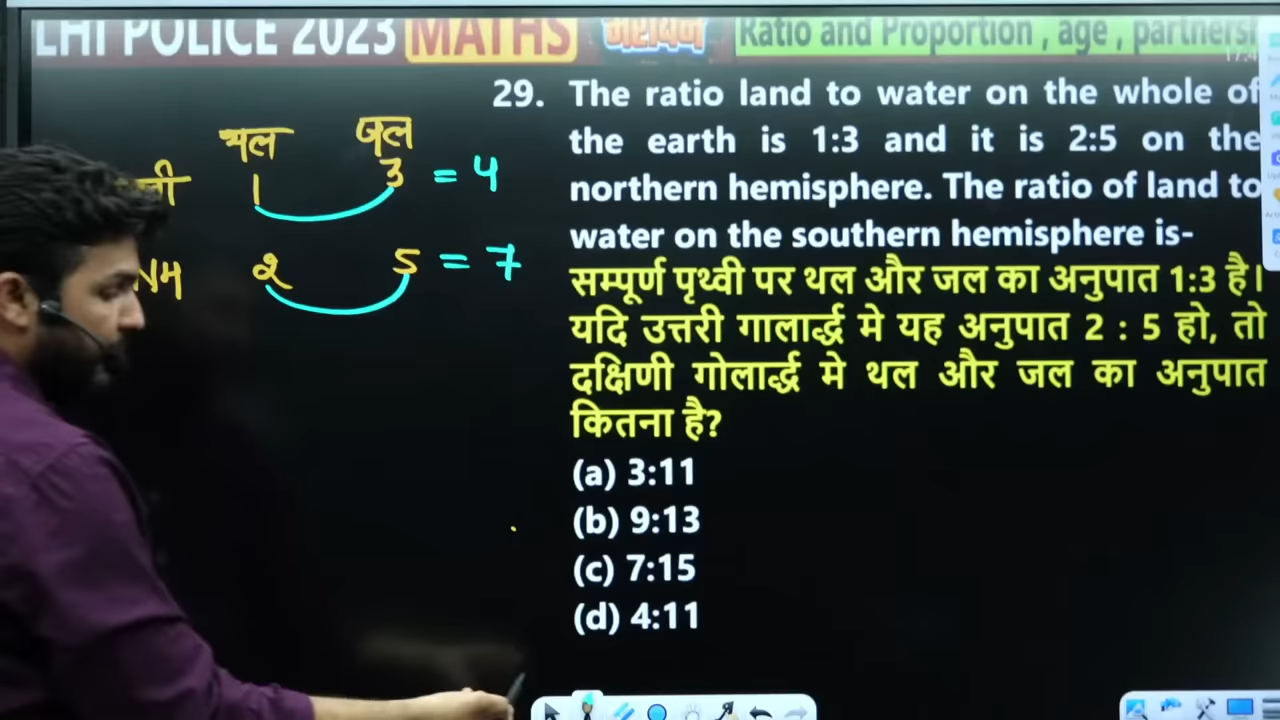 LHI POLICE 2023 MATHS महापैक Ratio and Proportion , age , partnersl
29. The ratio land to water on the whole of
the earth is 1:3 and it is 2:5 on the
northern hemisphere. The ratio of land to
water on the southern hemisphere is-
सम्पूर्ण पृथ्वी पर थल और जल का अनुपात 1:3 है।
यदि उत्तरी गालार्द्ध मे यह अनुपात 2 : 5 हो, तो
दक्षिणी गोलार्द्ध मे थल और जल का अनुपात
कितना है?
(a) 3:11
(b) 9:13
(c) 7:15
(d) 4:11
थल जल
1 3 = 4
2 5 = 7